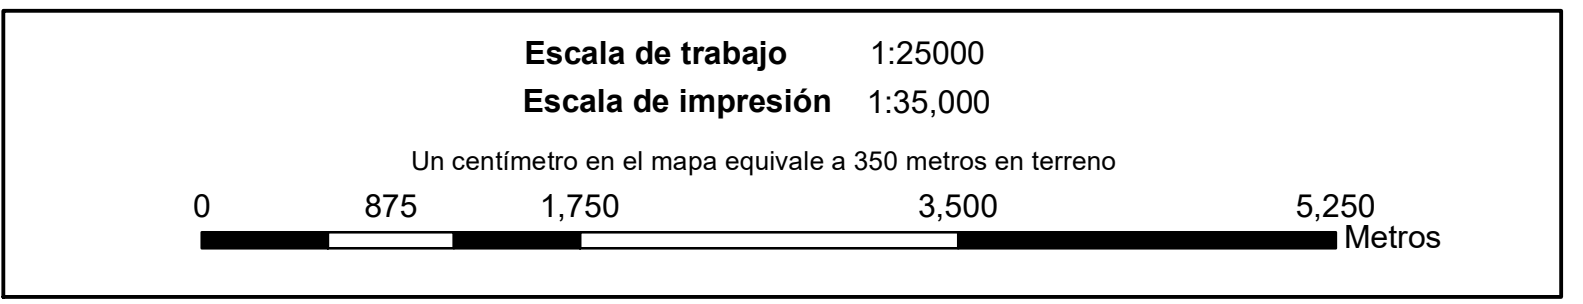 Escala de trabajo 1:25000
Escala de impresión 1:35,000
Un centímetro en el mapa equivale a 350 metros en terreno
0 875 1,750 3,500 5,250
Metros